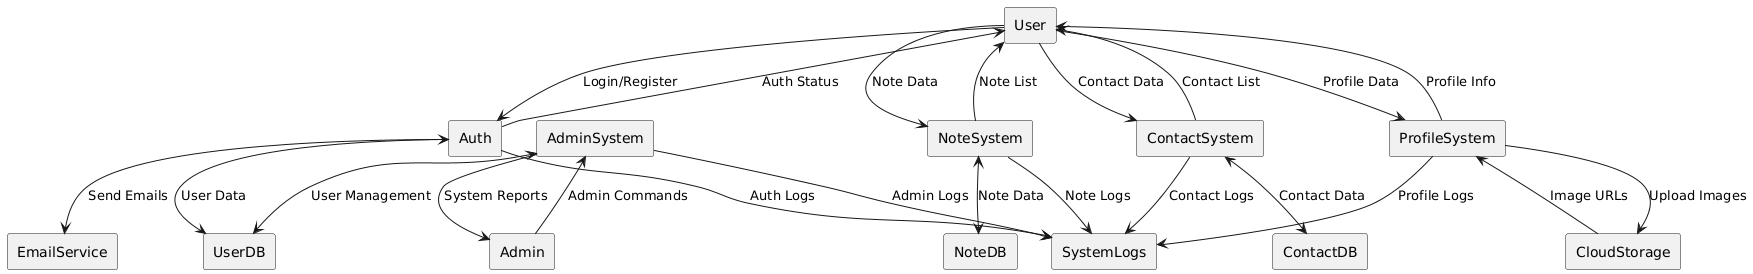 User
Login/Register
Auth Status
Note Data
Note List
Contact Data
Contact List
Profile Data
Profile Info
Auth
AdminSystem
NoteSystem
ContactSystem
ProfileSystem
Send Emails
User Data
User Management
System Reports
Admin Commands
Auth Logs
Admin Logs
Note Data
Note Logs
Contact Logs
Contact Data
Profile Logs
Image URLs
Upload Images
EmailService
UserDB
Admin
NoteDB
SystemLogs
ContactDB
CloudStorage